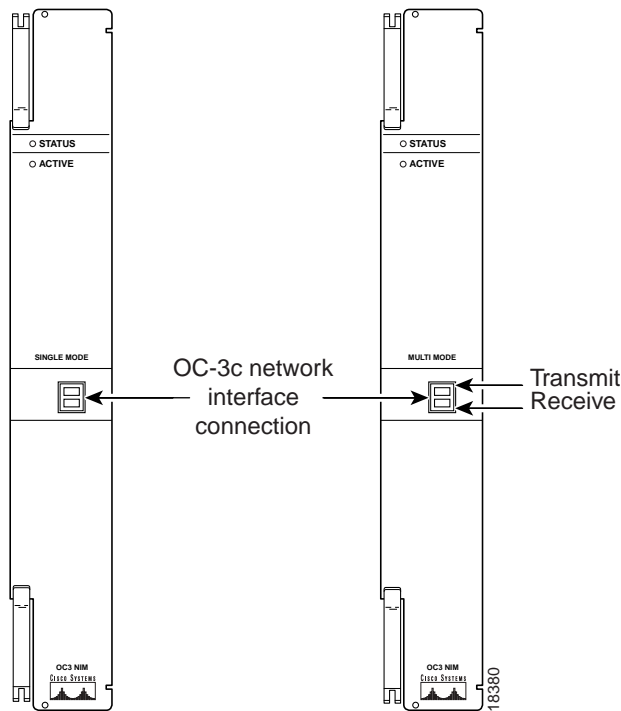 STATUS
ACTIVE
SINGLE MODE
OC3 NIM
CISCO SYSTEMS
OC-3c network
interface
connection
STATUS
ACTIVE
MULTI MODE
Transmit
Receive
OC3 NIM
CISCO SYSTEMS
18380